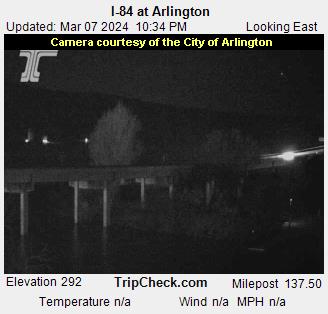 I-84 at Arlington
Updated: Mar 07 2024 10:34 PM Looking East
Camera courtesy of the City of Arlington
Elevation 292 TripCheck.com Milepost 137.50
Temperature n/a Wind n/a MPH n/a